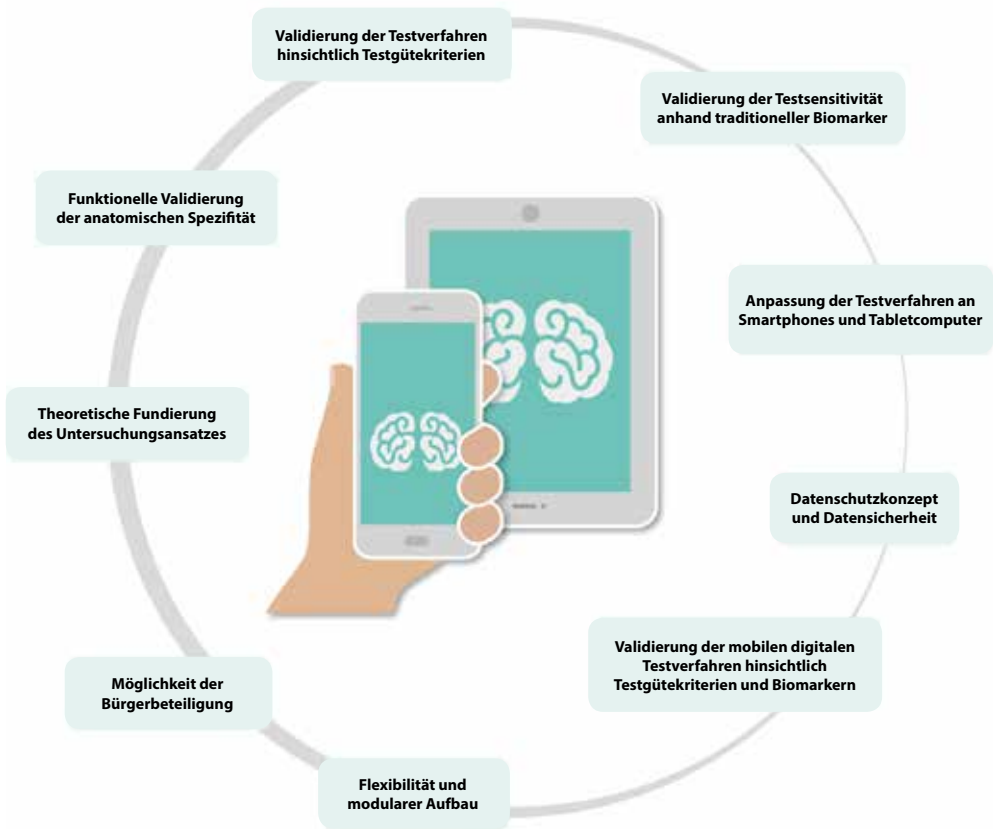 Validierung der Testverfahren
hinsichtlich Testgütekriterien
Validierung der Testsensitivität
anhand traditioneller Biomarker
Funktionelle Validierung
der anatomischen Spezifität
Anpassung der Testverfahren an
Smartphones und Tabletcomputer
Theoretische Fundierung
des Untersuchungsansatzes
Datenschutzkonzept
und Datensicherheit
Validierung der mobilen digitalen
Testverfahren hinsichtlich
Testgütekriterien und Biomarkern
Möglichkeit der
Bürgerbeteiligung
Flexibilität und
modularer Aufbau